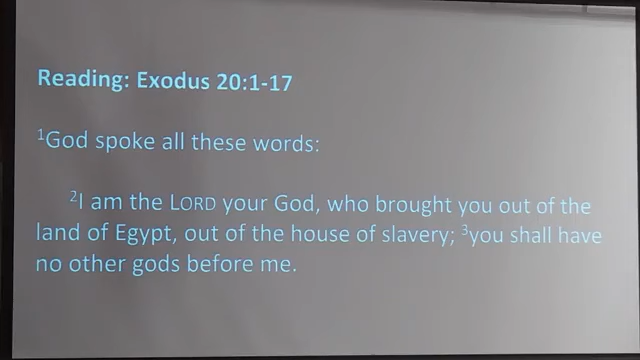 Reading: Exodus 20:1-17
¹God spoke all these words:
²I am the LORD your God, who brought you out of the
land of Egypt, out of the house of slavery; ³you shall have
no other gods before me.